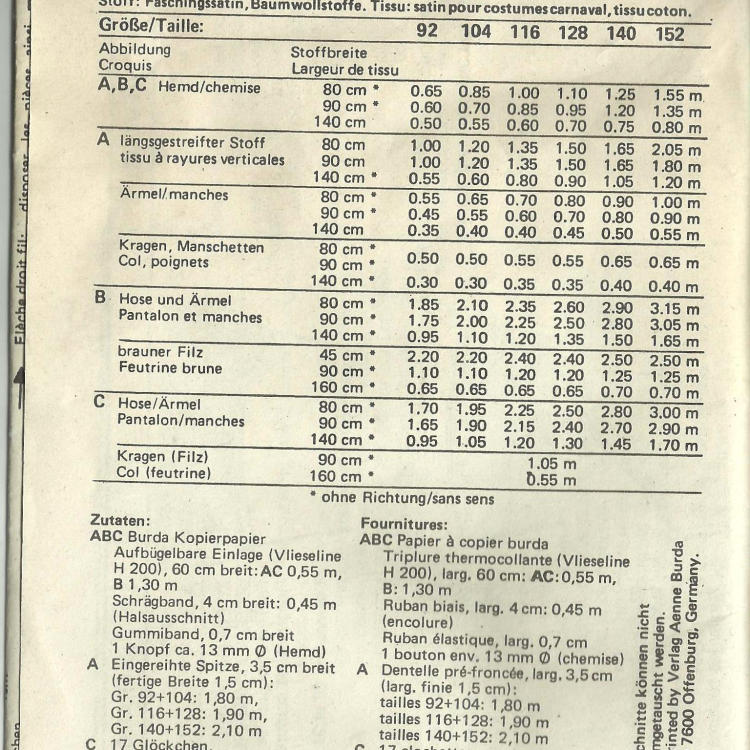 Stoff: Faschingssatin, Baumwollstoffe. Tissu: satin pour costumes carnaval, tissu coton.
Größe/Taille: 92 104 116 128 140 152
Abbildung Stoffbreite
Croquis Largeur de tissu
A,B,C Hemd/chemise 80 cm * 0.65 0.85 1.00 1.10 1.25 1.55 m
90 cm * 0.60 0.70 0.85 0.95 1.20 1.35 m
140 cm 0.50 0.55 0.60 0.70 0.75 0.80 m
A längsgestreifter Stoff 80 cm 1.00 1.20 1.35 1.50 1.65 2.05 m
tissu à rayures verticales 90 cm 1.00 1.20 1.35 1.50 1.65 1.80 m
140 cm * 0.55 0.60 0.80 0.90 1.05 1.20 m
Ärmel/manches 80 cm * 0.55 0.65 0.70 0.80 0.90 1.00 m
90 cm * 0.45 0.55 0.60 0.70 0.80 0.90 m
140 cm 0.35 0.40 0.40 0.45 0.50 0.55 m
Kragen, Manschetten 80 cm *
Col, poignets 90 cm * 0.50 0.50 0.55 0.55 0.65 0.65 m
140 cm * 0.30 0.30 0.35 0.35 0.40 0.40 m
B Hose und Ärmel 80 cm * 1.85 2.10 2.35 2.60 2.90 3.15 m
Pantalon et manches 90 cm * 1.75 2.00 2.25 2.50 2.80 3.05 m
140 cm * 0.95 1.10 1.20 1.35 1.50 1.65 m
brauner Filz 45 cm * 2.20 2.20 2.40 2.40 2.50 2.50 m
Feutrine brune 90 cm * 1.10 1.10 1.20 1.20 1.25 1.25 m
160 cm * 0.65 0.65 0.65 0.65 0.70 0.70 m
C Hose/Ärmel 80 cm * 1.70 1.95 2.25 2.50 2.80 3.00 m
Pantalon/manches 90 cm * 1.65 1.90 2.15 2.40 2.70 2.90 m
140 cm * 0.95 1.05 1.20 1.30 1.45 1.70 m
Kragen (Filz) 90 cm * 1.05 m
Col (feutrine) 160 cm * 0.55 m
* ohne Richtung/sans sens
Zutaten:
ABC Burda Kopierpapier
Aufbügelbare Einlage (Vlieseline
H 200), 60 cm breit: AC 0,55 m,
B 1,30 m
Schrägband, 4 cm breit: 0,45 m
(Halsausschnitt)
Gummiband, 0,7 cm breit
1 Knopf ca. 13 mm Ø (Hemd)
A Eingereihte Spitze, 3,5 cm breit
(fertige Breite 1,5 cm):
Gr. 92+104: 1,80 m,
Gr. 116+128: 1,90 m,
Gr. 140+152: 2,10 m
C 17 Glöckchen,
Fournitures:
ABC Papier à copier burda
Triplure thermocollante (Vlieseline
H 200), larg. 60 cm: AC: 0,55 m,
B: 1,30 m
Ruban biais, larg. 4 cm: 0,45 m
(encolure)
Ruban élastique, larg. 0,7 cm
1 bouton env. 13 mm Ø (chemise)
A Dentelle pré-froncée, larg. 3,5 cm
(larg. finie 1,5 cm):
tailles 92+104: 1,80 m
tailles 116+128: 1,90 m
tailles 140+152: 2,10 m
C 17
chnitte können nicht
ngetauscht werden.
rinted by Verlag Aenne Burda
7600 Offenburg, Germany.
Flèche droit fil:
disposer les pièces ainsi